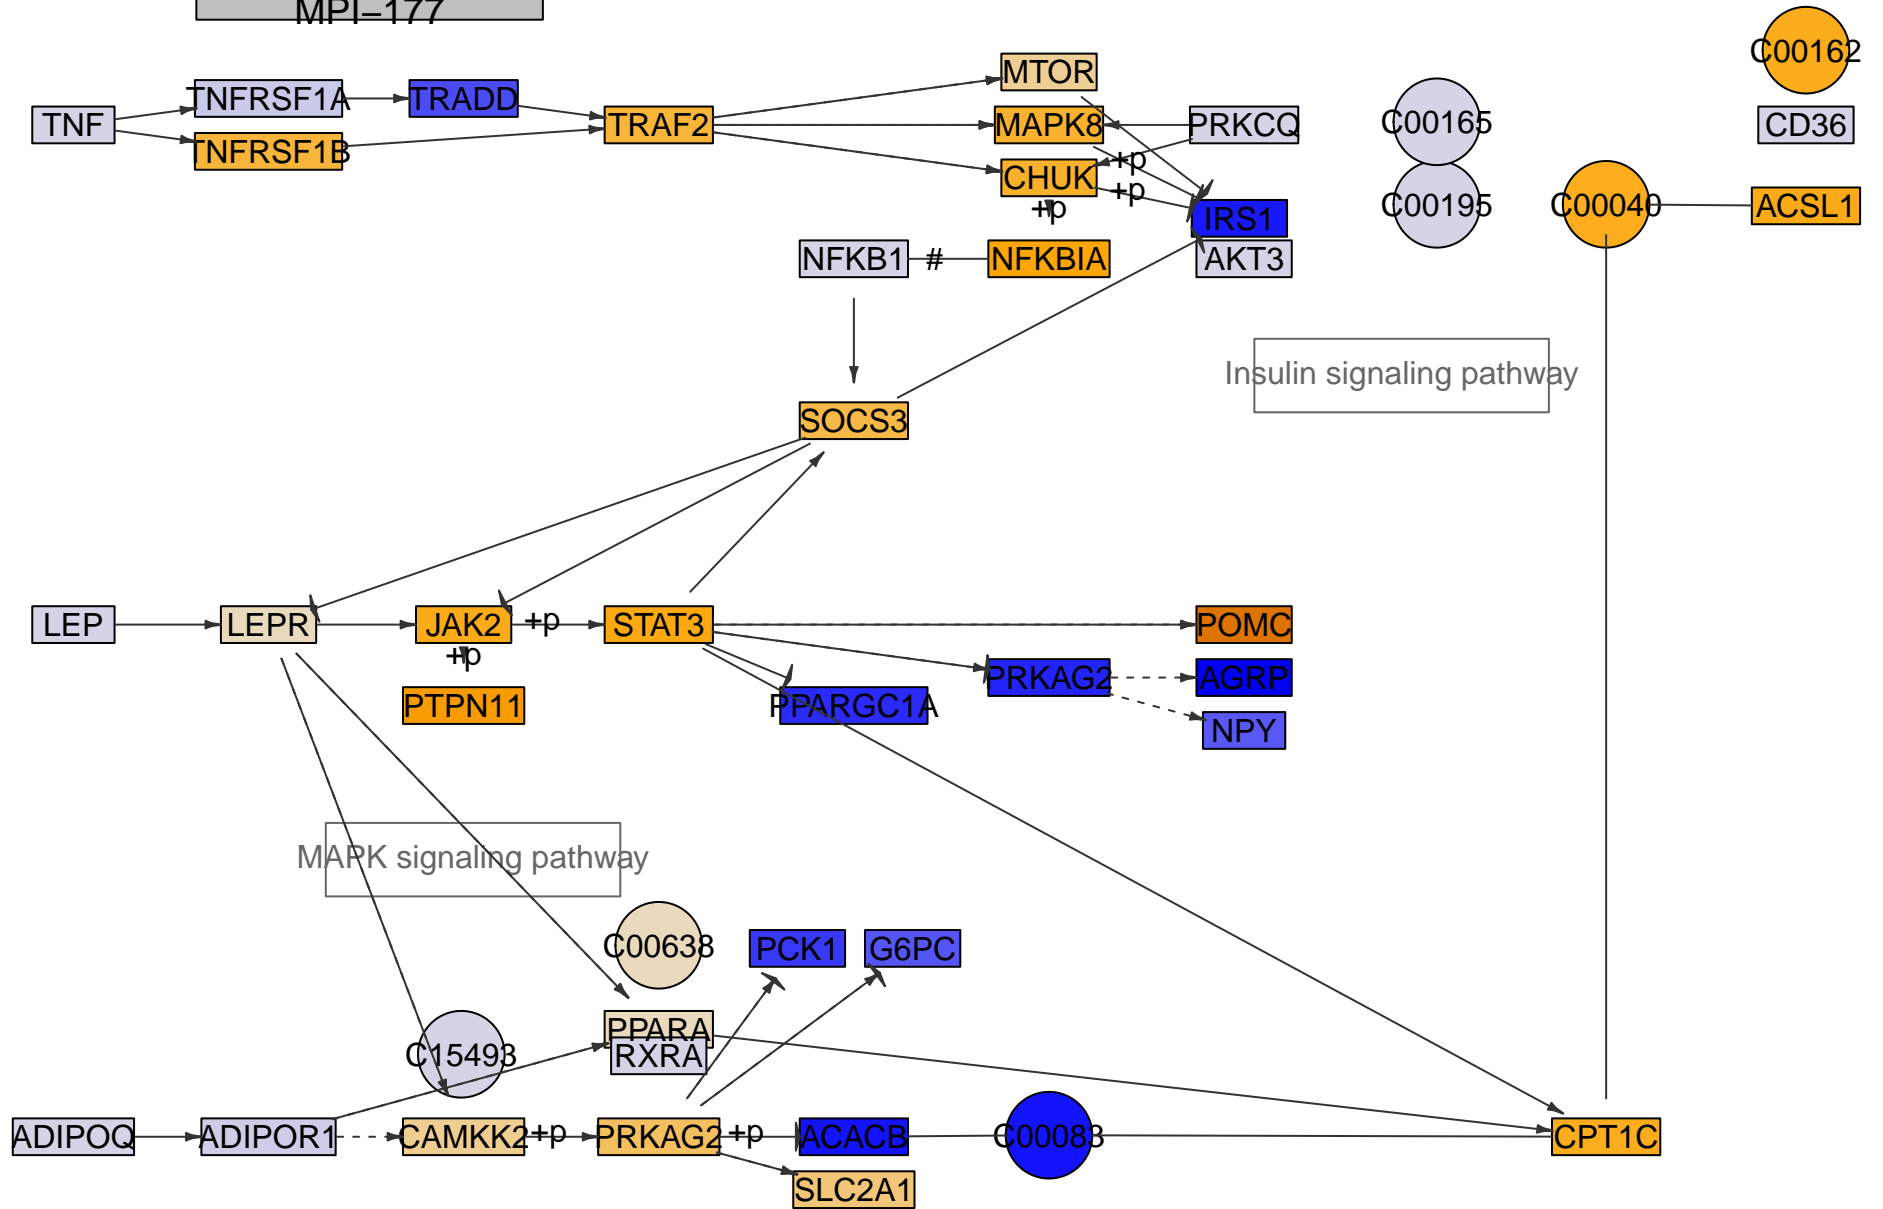 MPI–177
C00162
MTOR
TNFRSF1A
TRADD
TNF
TRAF2
MAPK8
PRKCQ
C00165
CD36
TNFRSF1B
+p
CHUK
+p
+p
C00195
C00040
ACSL1
IRS1
NFKB1
#
NFKBIA
AKT3
Insulin signaling pathway
SOCS3
LEP
LEPR
JAK2
+p
STAT3
POMC
+p
PRKAG2
AGRP
PTPN11
PPARGC1A
NPY
MAPK signaling pathway
C00638
PCK1
G6PC
PPARA
C15493
RXRA
ADIPOQ
ADIPOR1
CAMKK2
+p
PRKAG2
+p
ACACB
C00083
CPT1C
SLC2A1